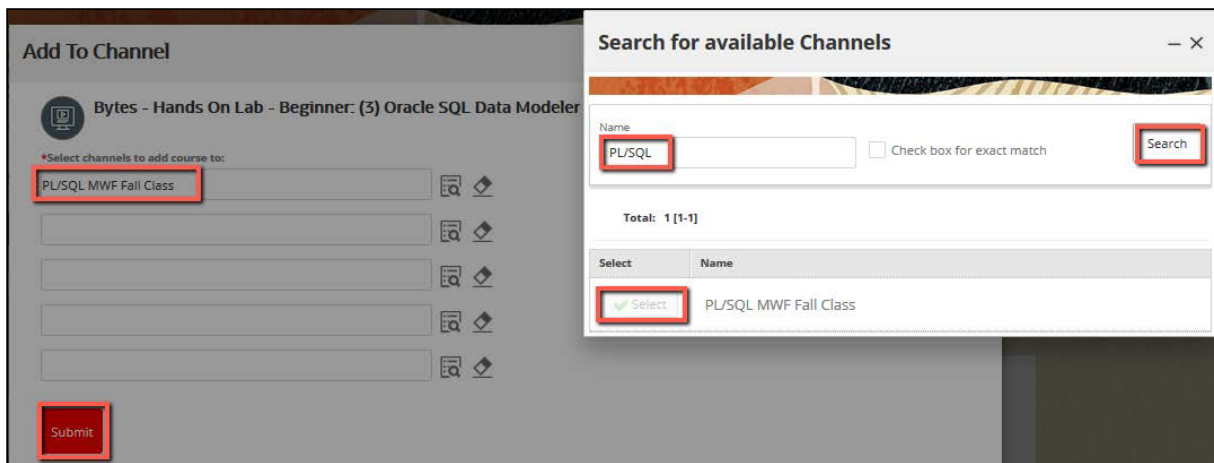 Add To Channel
Bytes - Hands On Lab - Beginner: (3) Oracle SQL Data Modeler
*Select channels to add course to:
PL/SQL MWF Fall Class
Submit
Search for available Channels
Name
PL/SQL
Check box for exact match
Search
Total: 1 [1-1]
Select Name
Select PL/SQL MWF Fall Class